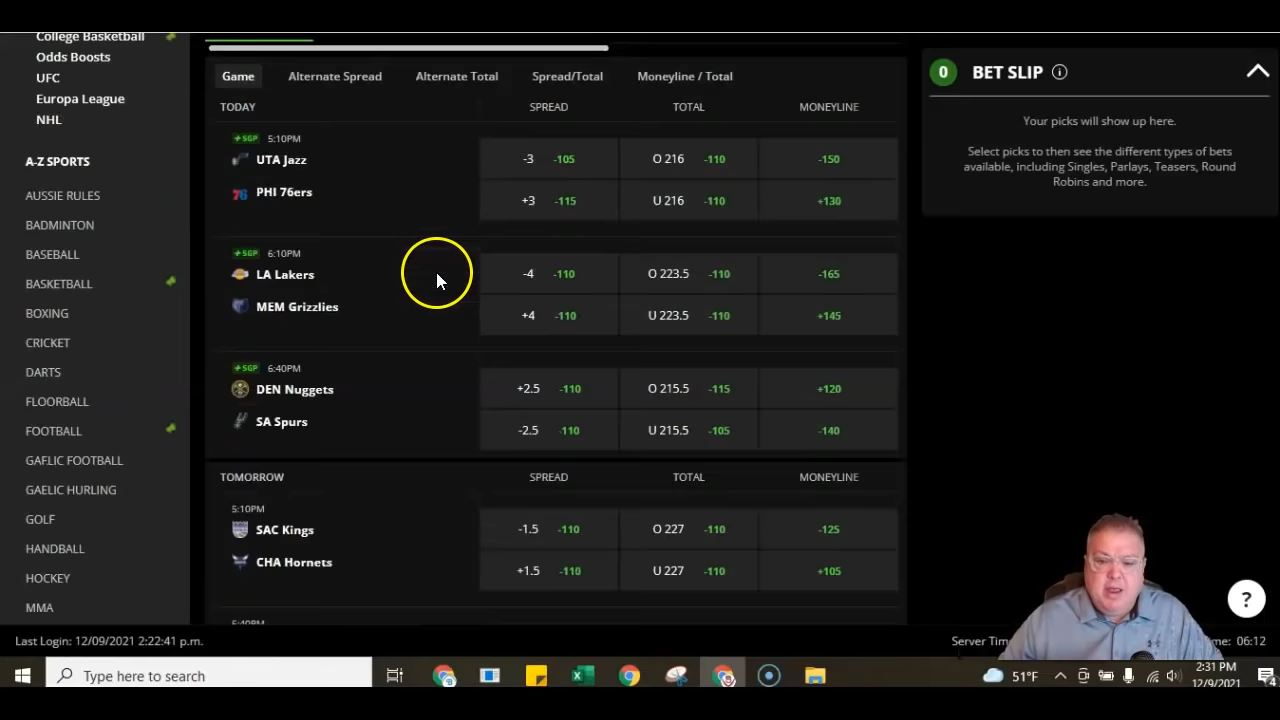 College Basketball
Odds Boosts
UFC
Europa League
NHL
A-Z SPORTS
AUSSIE RULES
BADMINTON
BASEBALL
BASKETBALL
BOXING
CRICKET
DARTS
FLOORBALL
FOOTBALL
GAFLIC FOOTBALL
GAELIC HURLING
GOLF
HANDBALL
HOCKEY
MMA
Game Alternate Spread Alternate Total Spread/Total Moneyline / Total
TODAY SPREAD TOTAL MONEYLINE
+SGP 5:10PM
UTA Jazz -3 -105 O 216 -110 -150
PHI 76ers +3 -115 U 216 -110 +130
+SGP 6:10PM
LA Lakers -4 -110 O 223.5 -110 -165
MEM Grizzlies +4 -110 U 223.5 -110 +145
+SGP 6:40PM
DEN Nuggets +2.5 -110 O 215.5 -115 +120
SA Spurs -2.5 -110 U 215.5 -105 -140
TOMORROW SPREAD TOTAL MONEYLINE
5:10PM
SAC Kings -1.5 -110 O 227 -110 -125
CHA Hornets +1.5 -110 U 227 -110 +105
0 BET SLIP i
Your picks will show up here.
Select picks to then see the different types of bets
available, including Singles, Parlays, Teasers, Round
Robins and more.
?
Last Login: 12/09/2021 2:22:41 p.m.
Server Tim me: 06:12
Type here to search
51°F
2:31 PM
12/9/2021
4